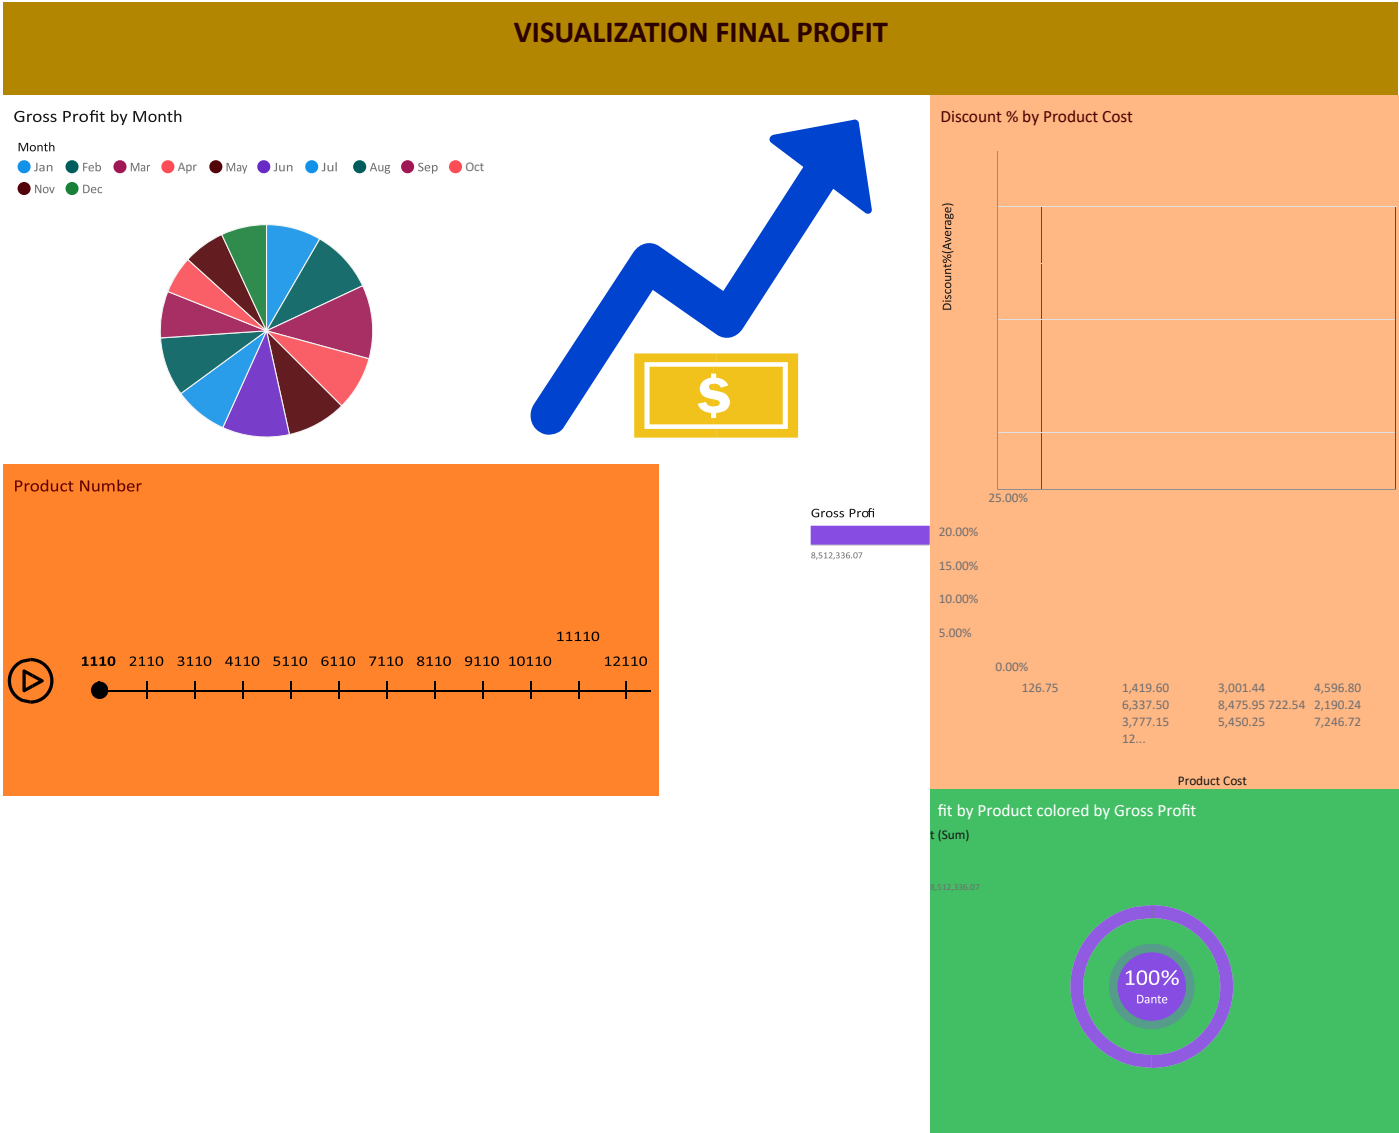 VISUALIZATION FINAL PROFIT
Gross Profit by Month
Month
Jan Feb Mar Apr May Jun Jul Aug Sep Oct
Nov Dec
$
Product Number
11110
1110 2110 3110 4110 5110 6110 7110 8110 9110 10110 12110
Gross Profi
8,512,336.07
Discount % by Product Cost
Discount%(Average)
25.00%
20.00%
15.00%
10.00%
5.00%
0.00%
126.75 1,419.60 3,001.44 4,596.80
6,337.50 8,475.95 722.54 2,190.24
3,777.15 5,450.25 7,246.72
12...
Product Cost
fit by Product colored by Gross Profit
t (Sum)
8,512,336.07
100%
Dante